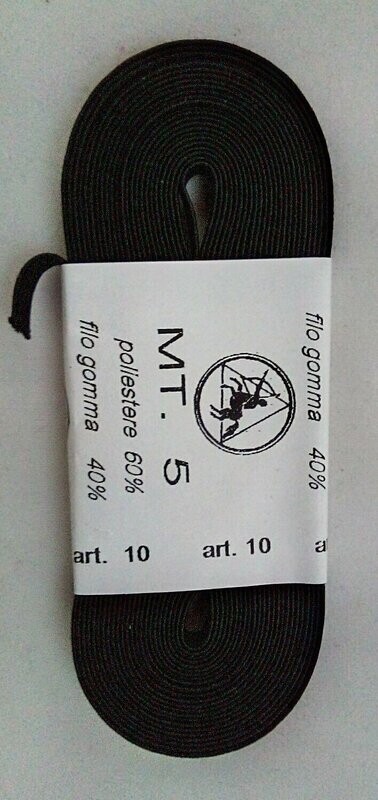 filo gomma 40%
MT. 5
poliestere 60%
filo gomma 40%
art. 10
art. 10
a